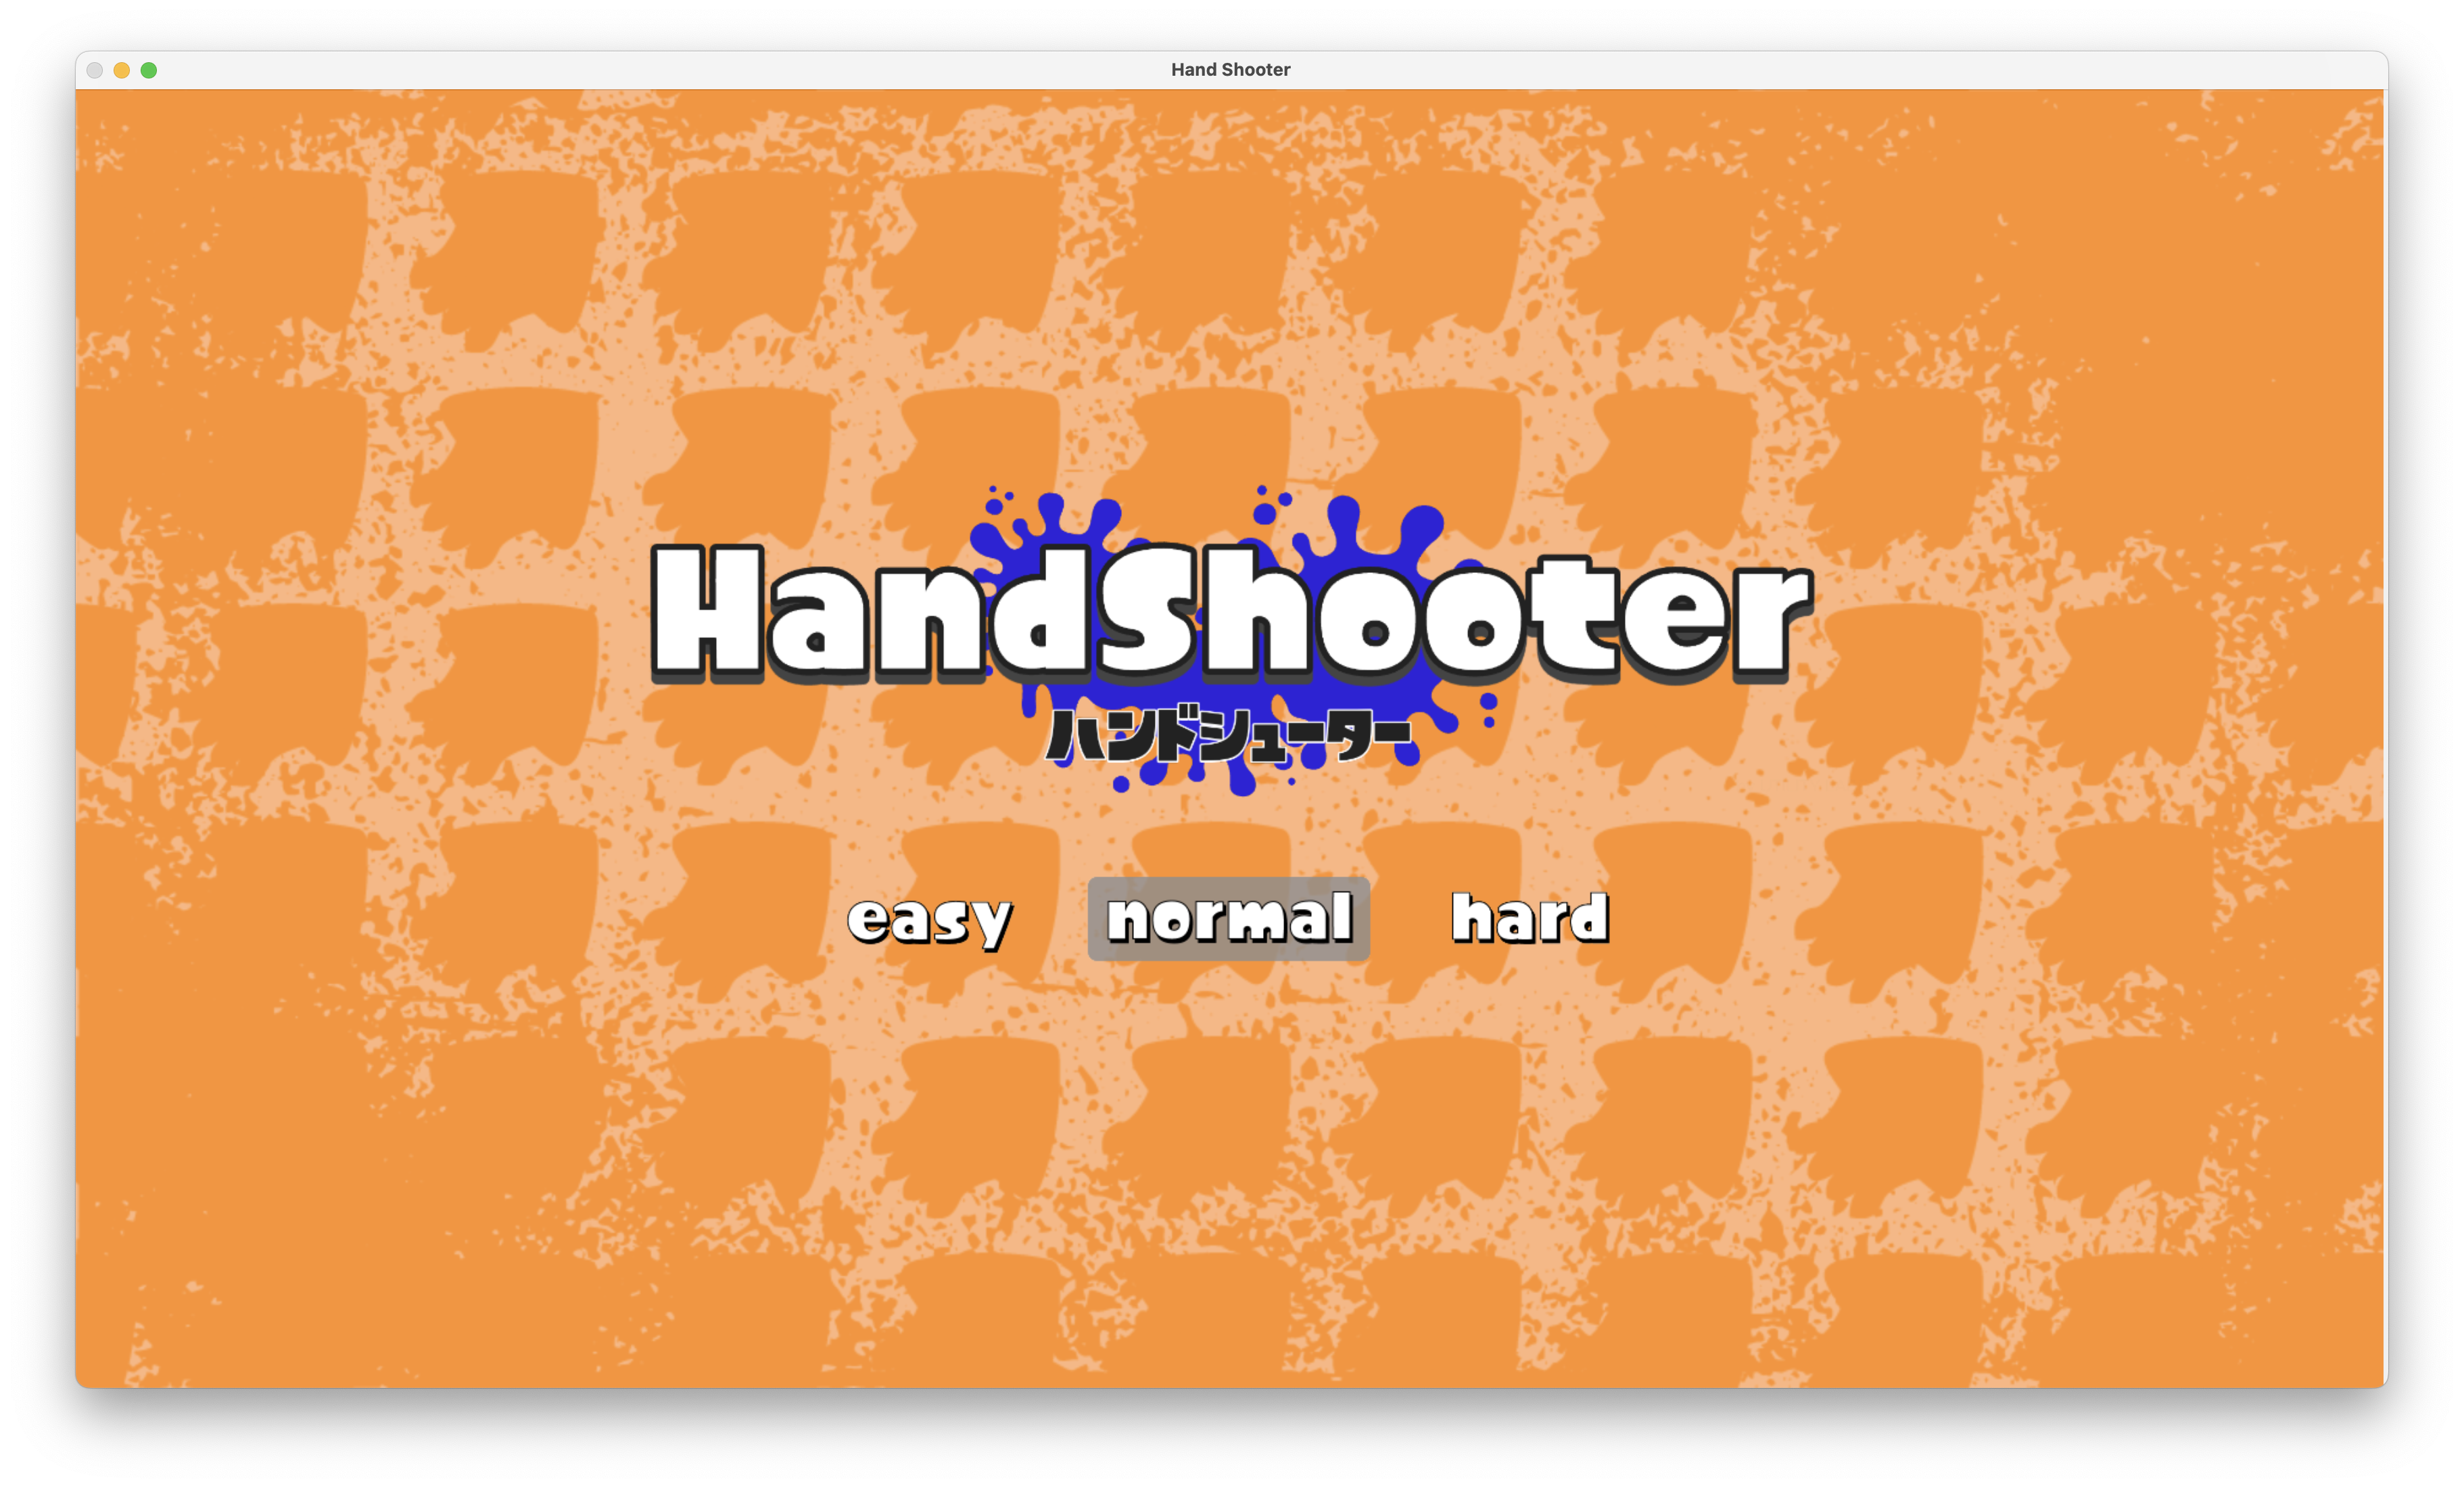 Hand Shooter
HandShooter
ハンドシューター
easy normal hard